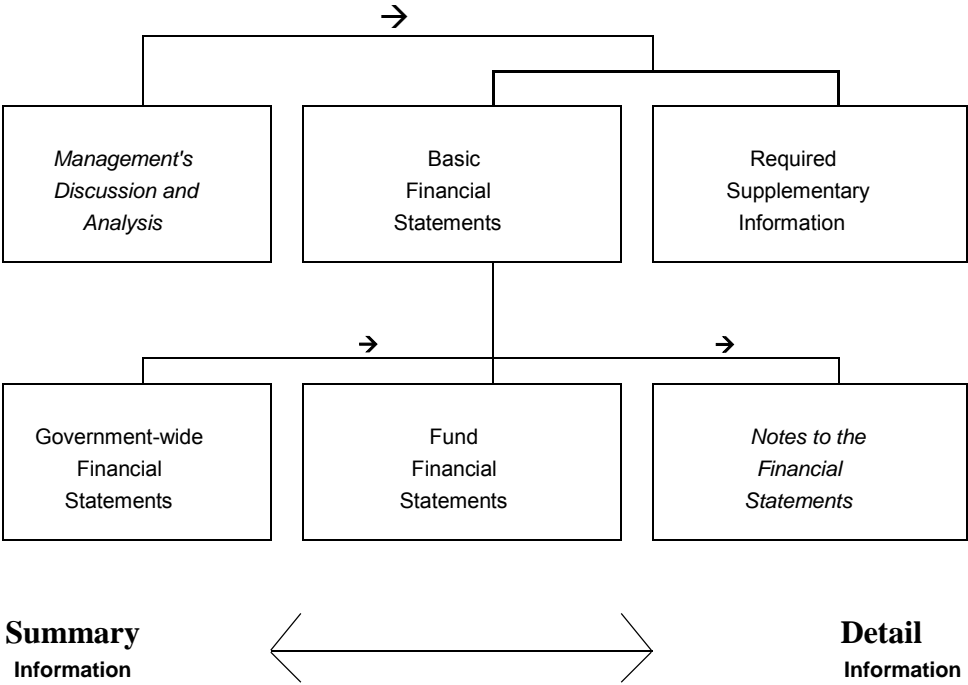 →
Management's
Discussion and
Analysis
Basic
Financial
Statements
Required
Supplementary
Information
→
→
Government-wide
Financial
Statements
Fund
Financial
Statements
Notes to the
Financial
Statements
Summary
Information
Detail
Information